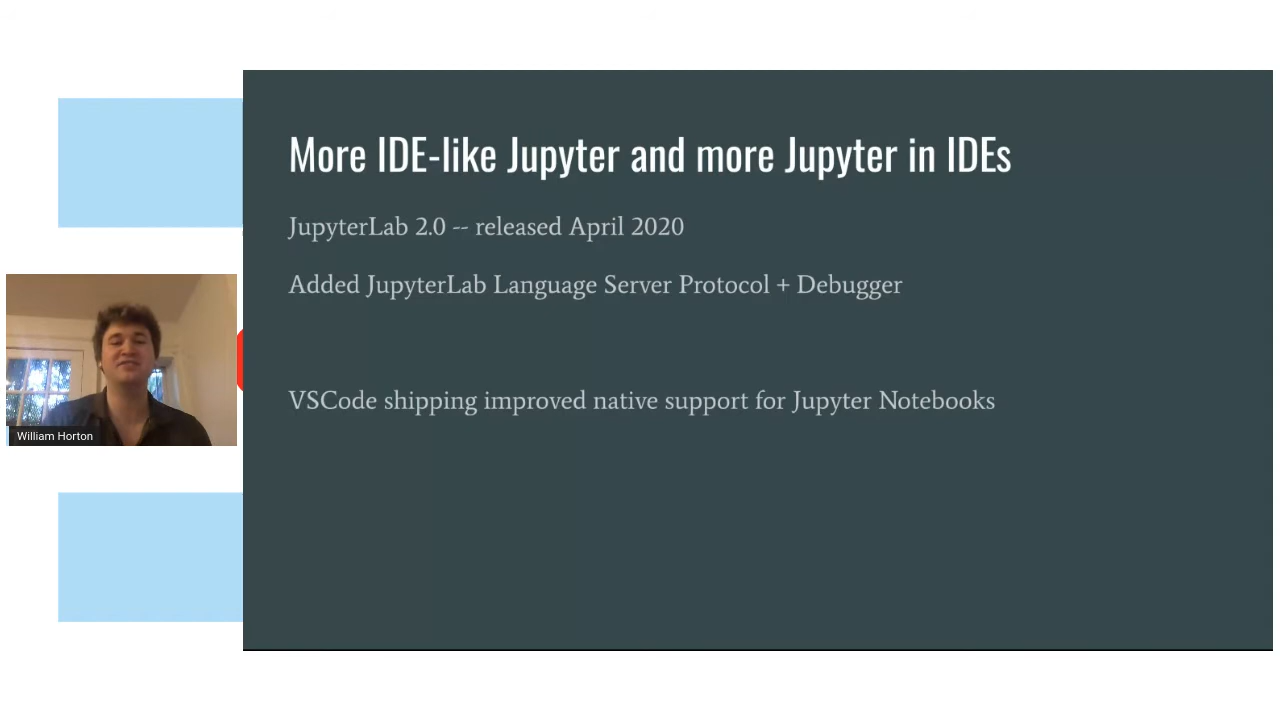 More IDE-like Jupyter and more Jupyter in IDEs
JupyterLab 2.0 -- released April 2020
Added JupyterLab Language Server Protocol + Debugger
VSCode shipping improved native support for Jupyter Notebooks
William Horton